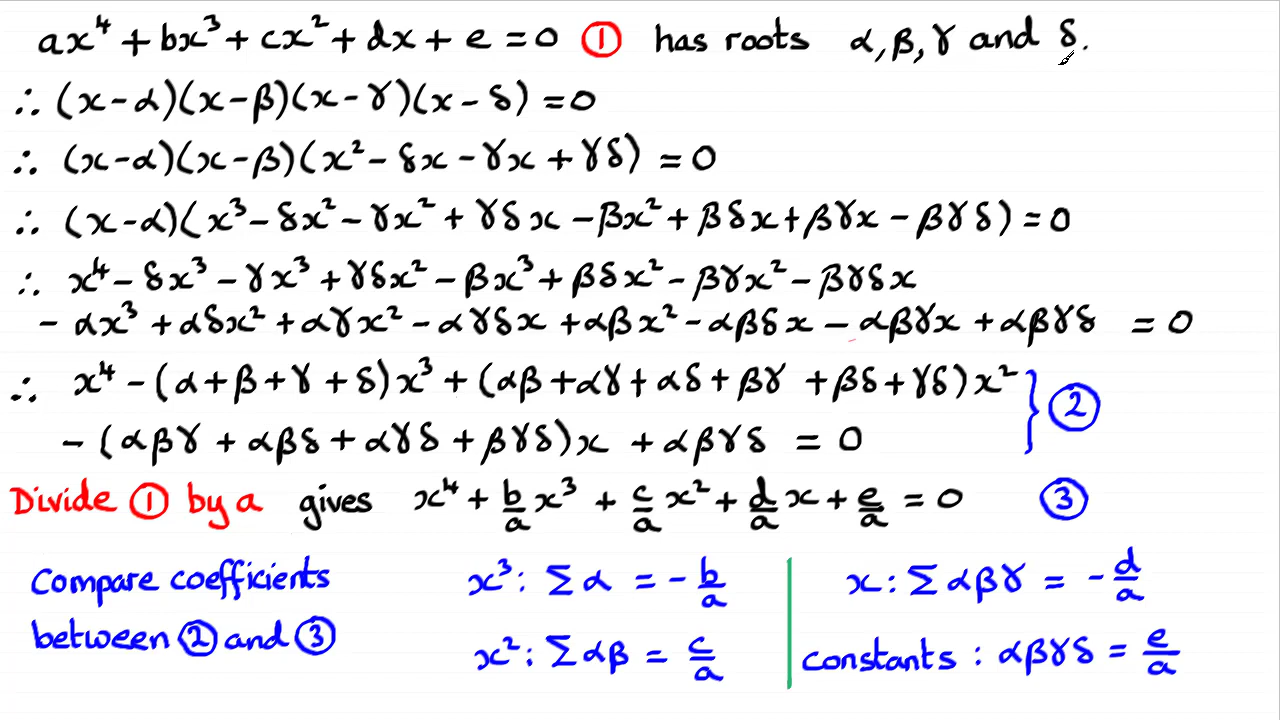 ax⁴ + bx³ + cx² + dx + e = 0 ① has roots α, β, γ and δ.
∴ (x-α)(x-β)(x-γ)(x-δ) = 0
∴ (x-α)(x-β)(x² - δx - γx + γδ) = 0
∴ (x-α)(x³ - δx² - γx² + γδx - βx² + βδx + βγx - βγδ) = 0
∴ x⁴ - δx³ - γx³ + γδx² - βx³ + βδx² - βγx² - βγδx
- αx³ + αδx² + αγx² - αγδx + αβx² - αβδx - αβγx + αβγδ = 0
∴ x⁴ - (α+β+γ+δ)x³ + (αβ+αγ+αδ+βγ+βδ+γδ)x²
- (αβγ + αβδ + αγδ + βγδ)x + αβγδ = 0 } ②
Divide ① by a gives x⁴ + b/a x³ + c/a x² + d/a x + e/a = 0 ③
Compare coefficients
between ② and ③
x³: Σα = -b/a
x²: Σαβ = c/a
x: Σαβγ = -d/a
constants: αβγδ = e/a